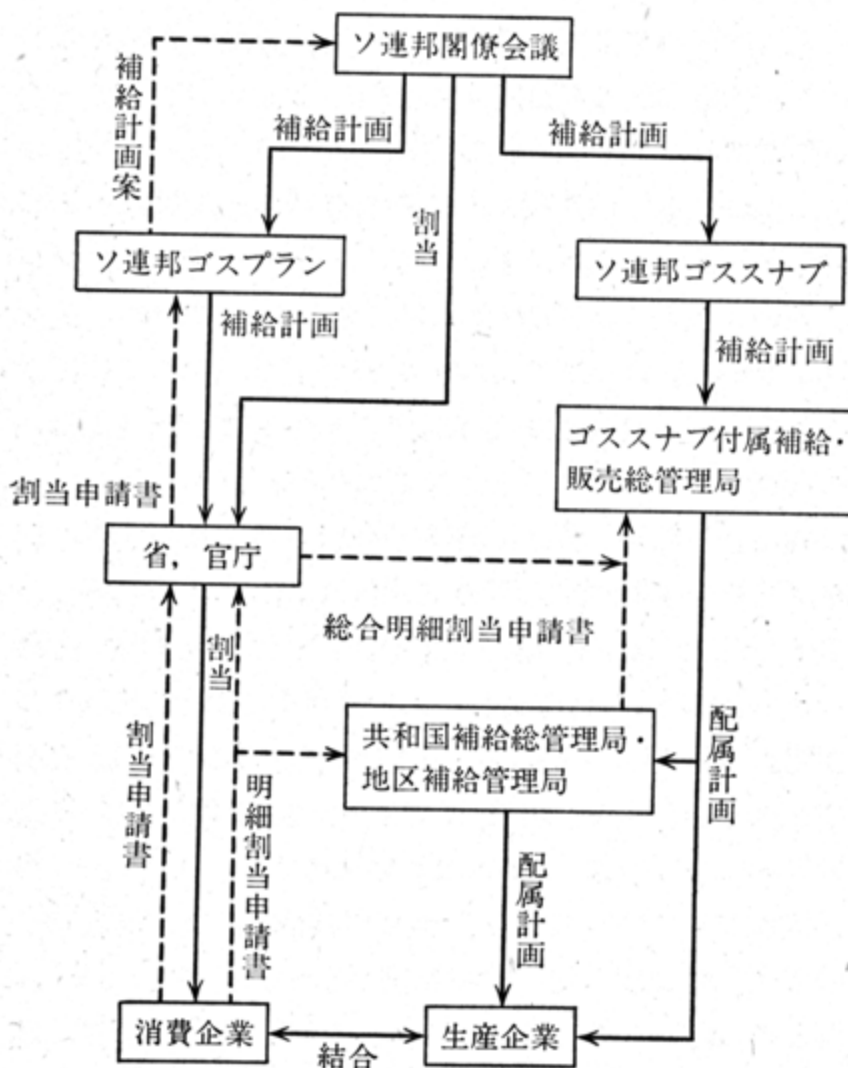 ソ連邦閣僚会議
補給計画案
補給計画
補給計画
割当
ソ連邦ゴスプラン
ソ連邦ゴススナブ
補給計画
補給計画
ゴススナブ付属補給・
販売総管理局
割当申請書
省，官庁
総合明細割当申請書
割当
共和国補給総管理局・
地区補給管理局
配属計画
割当申請書
明細割当申請書
配属計画
消費企業
生産企業
結合